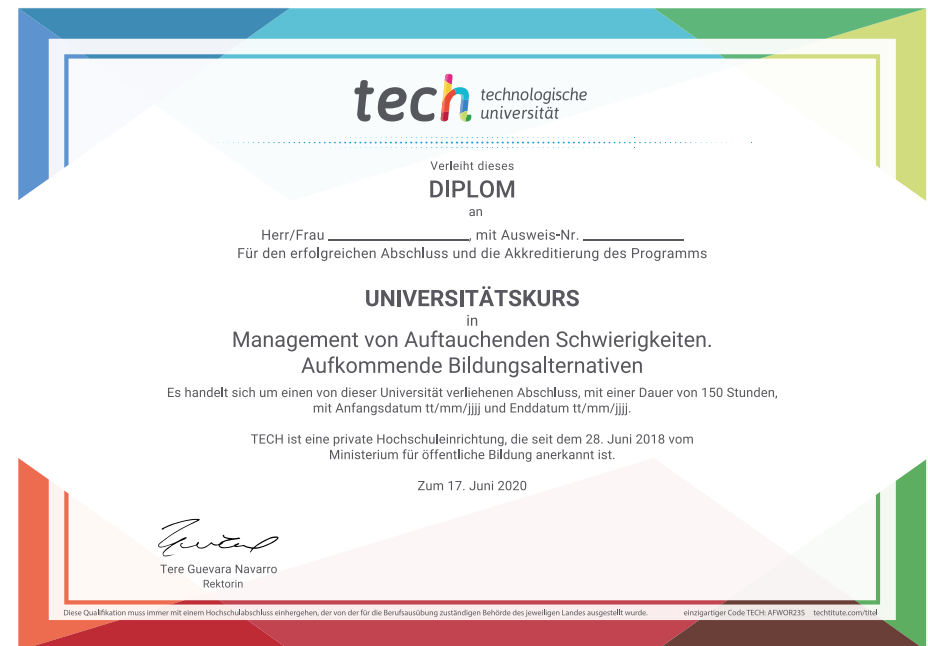 tech technologische
universität
Verleiht dieses
DIPLOM
an
Herr/Frau ____________, mit Ausweis-Nr. ____________
Für den erfolgreichen Abschluss und die Akkreditierung des Programms
UNIVERSITÄTSKURS
in
Management von Auftauchenden Schwierigkeiten.
Aufkommende Bildungsalternativen
Es handelt sich um einen von dieser Universität verliehenen Abschluss, mit einer Dauer von 150 Stunden,
mit Anfangsdatum tt/mm/jjjj und Enddatum tt/mm/jjjj.
TECH ist eine private Hochschuleinrichtung, die seit dem 28. Juni 2018 vom
Ministerium für öffentliche Bildung anerkannt ist.
Zum 17. Juni 2020
Tere Guevara Navarro
Rektorin
Diese Qualifikation muss immer mit einem Hochschulabschluss einhergehen, der von der für die Berufsausübung zuständigen Behörde des jeweiligen Landes ausgestellt wurde. einzigartiger Code TECH: AFWOR23S techtitute.com/titel